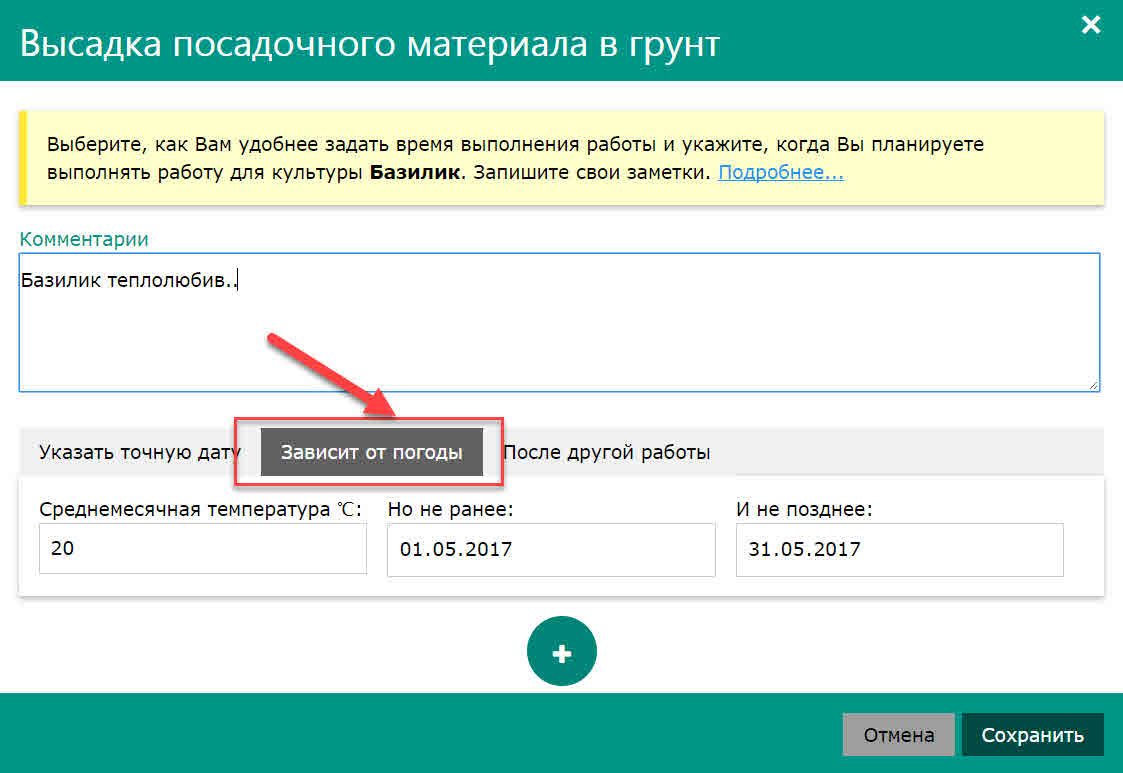 Высадка посадочного материала в грунт
Выберите, как Вам удобнее задать время выполнения работы и укажите, когда Вы планируете
выполнять работу для культуры Базилик. Запишите свои заметки. Подробнее...
Комментарии
Базилик теплолюбив..
Указать точную дату Зависит от погоды После другой работы
Среднемесячная температура ℃: Но не ранее: И не позднее:
20 01.05.2017 31.05.2017
Отмена Сохранить